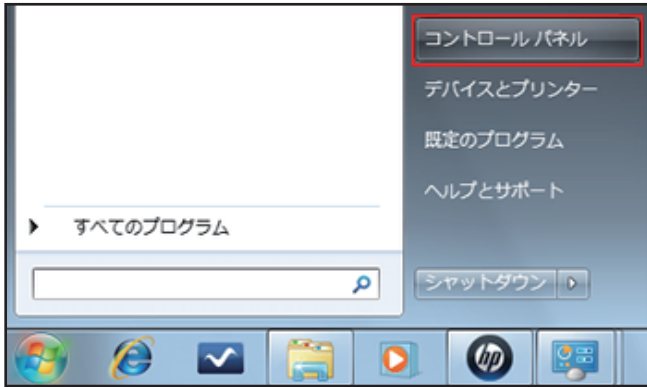 コントロール パネル
デバイスとプリンター
既定のプログラム
ヘルプとサポート
すべてのプログラム
シャットダウン
hp